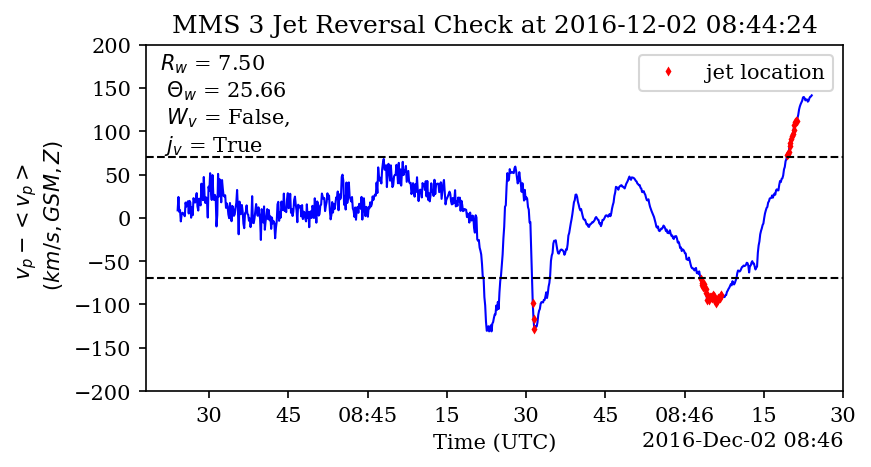 MMS 3 Jet Reversal Check at 2016-12-02 08:44:24
R_w = 7.50
Θ_w = 25.66
W_v = False,
j_v = True
jet location
200
150
100
50
0
−50
−100
−150
−200
v_p − < v_p >
(km/s, GSM, Z)
30 45 08:45 15 30 45 08:46 15 30
Time (UTC)
2016-Dec-02 08:46